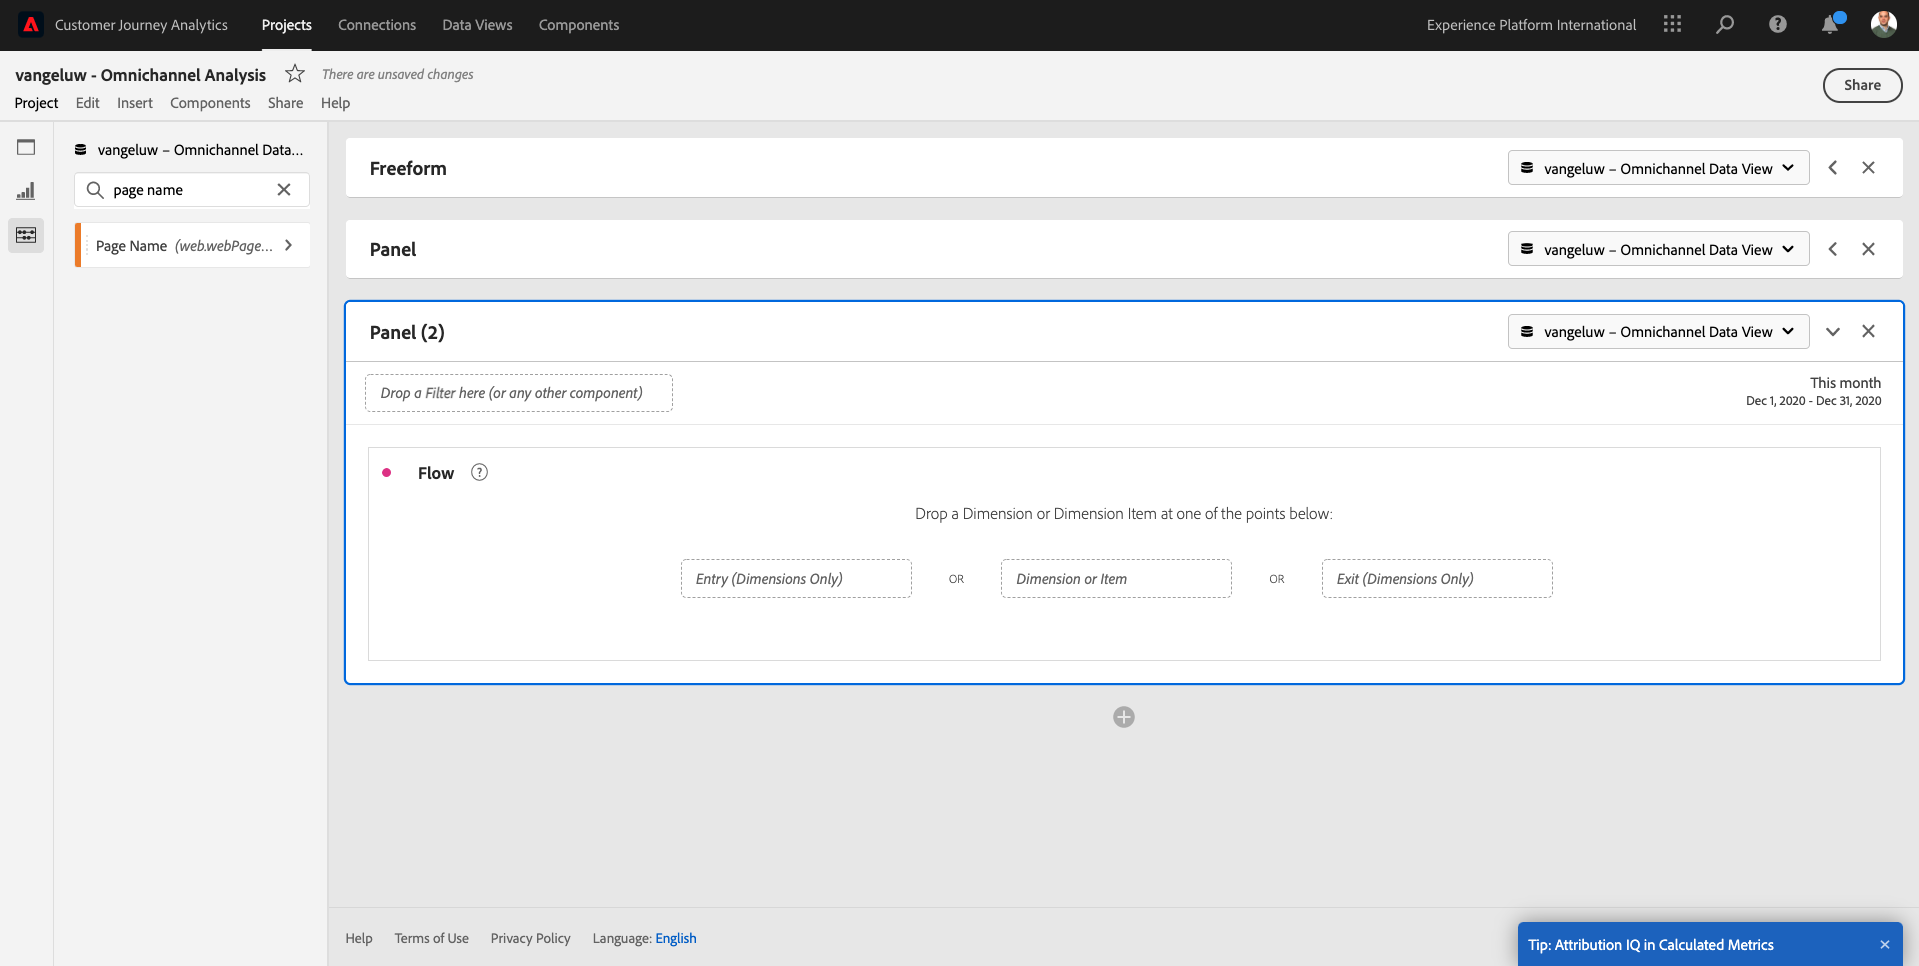 Customer Journey Analytics Projects Connections Data Views Components Experience Platform International
vangeluw - Omnichannel Analysis There are unsaved changes
Project Edit Insert Components Share Help
Share
vangeluw – Omnichannel Data...
page name
Page Name (web.webPage...
Freeform
vangeluw – Omnichannel Data View
Panel
vangeluw – Omnichannel Data View
Panel (2)
vangeluw – Omnichannel Data View
Drop a Filter here (or any other component)
This month
Dec 1, 2020 - Dec 31, 2020
Flow
Drop a Dimension or Dimension Item at one of the points below:
Entry (Dimensions Only) OR Dimension or Item OR Exit (Dimensions Only)
Help Terms of Use Privacy Policy Language: English
Tip: Attribution IQ in Calculated Metrics